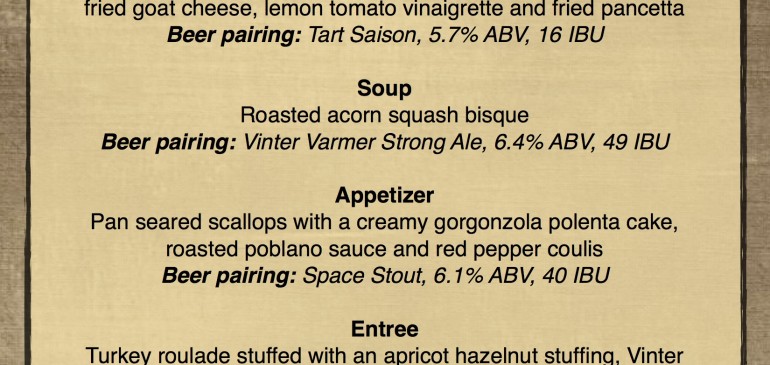 fried goat cheese, lemon tomato vinaigrette and fried pancetta
Beer pairing: Tart Saison, 5.7% ABV, 16 IBU
Soup
Roasted acorn squash bisque
Beer pairing: Vinter Varmer Strong Ale, 6.4% ABV, 49 IBU
Appetizer
Pan seared scallops with a creamy gorgonzola polenta cake,
roasted poblano sauce and red pepper coulis
Beer pairing: Space Stout, 6.1% ABV, 40 IBU
Entree
Turkey roulade stuffed with an apricot hazelnut stuffing, Vinter